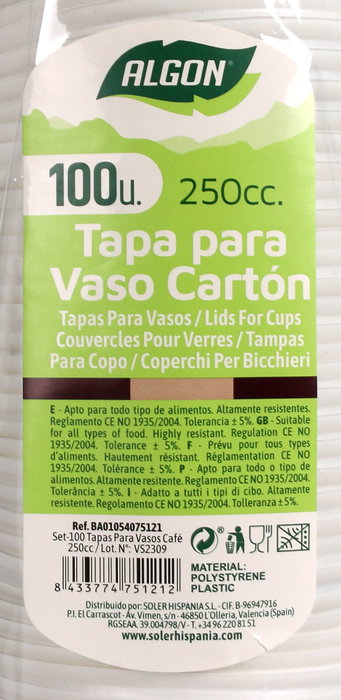 ALGON®
100u. 250cc.
Tapa para
Vaso Cartón
Tapas Para Vasos / Lids For Cups
Couvercles Pour Verres / Tampas
Para Copo / Coperchi Per Bicchieri
E - Apto para todo tipo de alimentos. Altamente resistentes.
Reglamento CE NO 1935/2004. Tolerancia ± 5%. GB - Suitable
for all types of food. Highly resistant. Regulation CE NO
1935/2004. Tolerance ± 5%. F - Prévu pour tous types
d'aliments. Hautement résistant. Réglamentation CE NO
1935/2004. Tolérance ± 5%. P - Apto para todo o tipo de
alimentos. Altamente resitente. Reglamento CE NO 1935/2004.
Tolerância ± 5%. I - Adatto a tutti i tipi di cibo. Altamente
resistente. Regolamento CE NO 1935/2004. Tolleranza ± 5%.
Ref. BA01054075121
Set-100 Tapas Para Vasos Café
250cc / Lot. N°: VS2309
8 433774 751212
MATERIAL:
POLYSTYRENE
PLASTIC
Distribuido por: SOLER HISPANIA S.L. - CIF. B-96947916
P.I. El Carrascot - Av. Vimen, s/n - 46850 L'Olleria, Valencia (Spain)
RGSEAA. 39.004798/V - T.+34 96 220 81 51
www.solerhispania.com